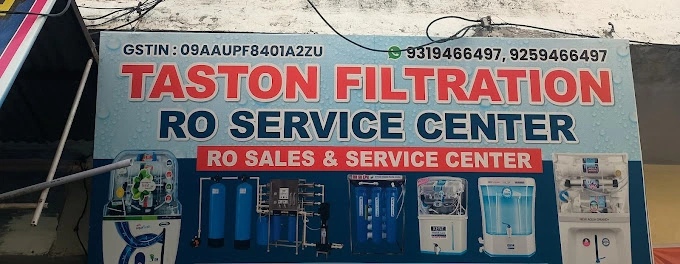 GSTIN : 09AAUPF8401A2ZU
9319466497, 9259466497
TASTON FILTRATION
RO SERVICE CENTER
RO SALES & SERVICE CENTER